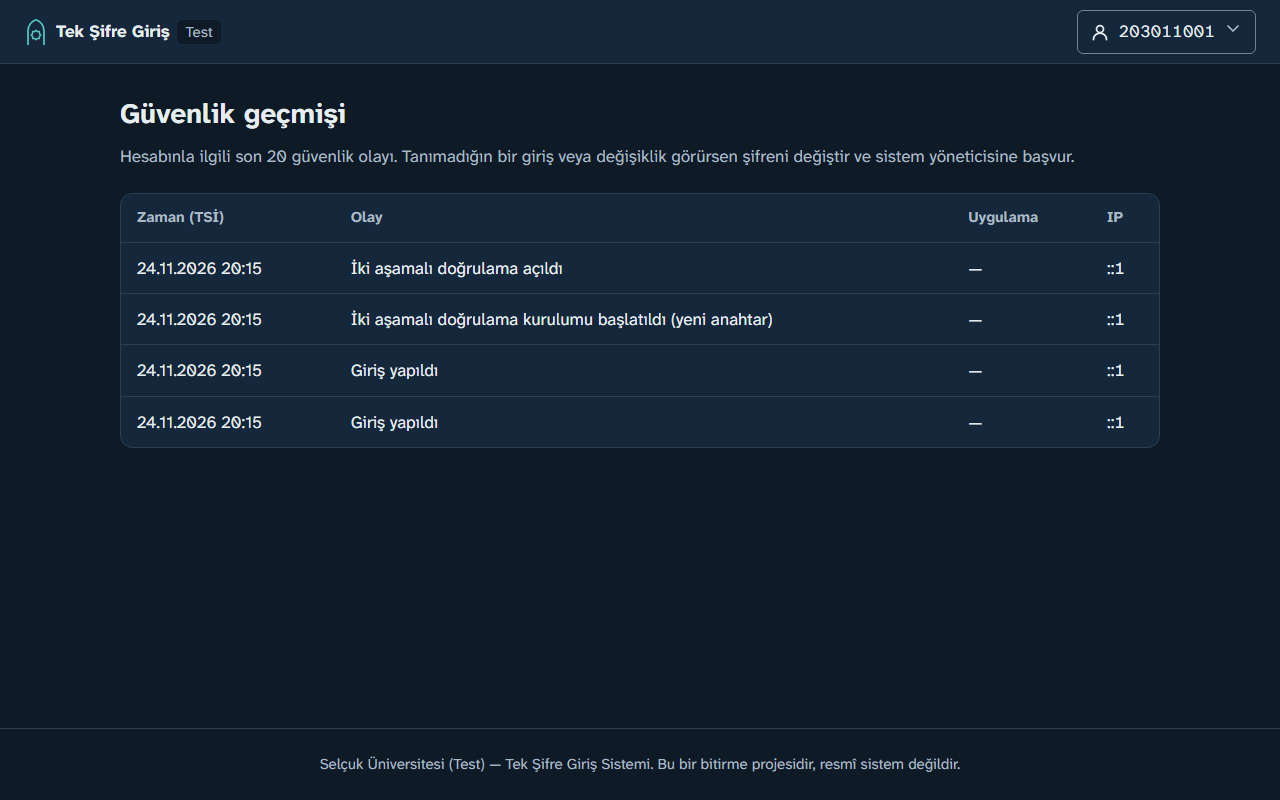 Tek Şifre Giriş Test 203011001
Güvenlik geçmişi
Hesabınla ilgili son 20 güvenlik olayı. Tanımadığın bir giriş veya değişiklik görürsen şifreni değiştir ve sistem yöneticisine başvur.
Zaman (TSİ) Olay Uygulama IP
24.11.2026 20:15 İki aşamalı doğrulama açıldı — ::1
24.11.2026 20:15 İki aşamalı doğrulama kurulumu başlatıldı (yeni anahtar) — ::1
24.11.2026 20:15 Giriş yapıldı — ::1
24.11.2026 20:15 Giriş yapıldı — ::1
Selçuk Üniversitesi (Test) — Tek Şifre Giriş Sistemi. Bu bir bitirme projesidir, resmî sistem değildir.